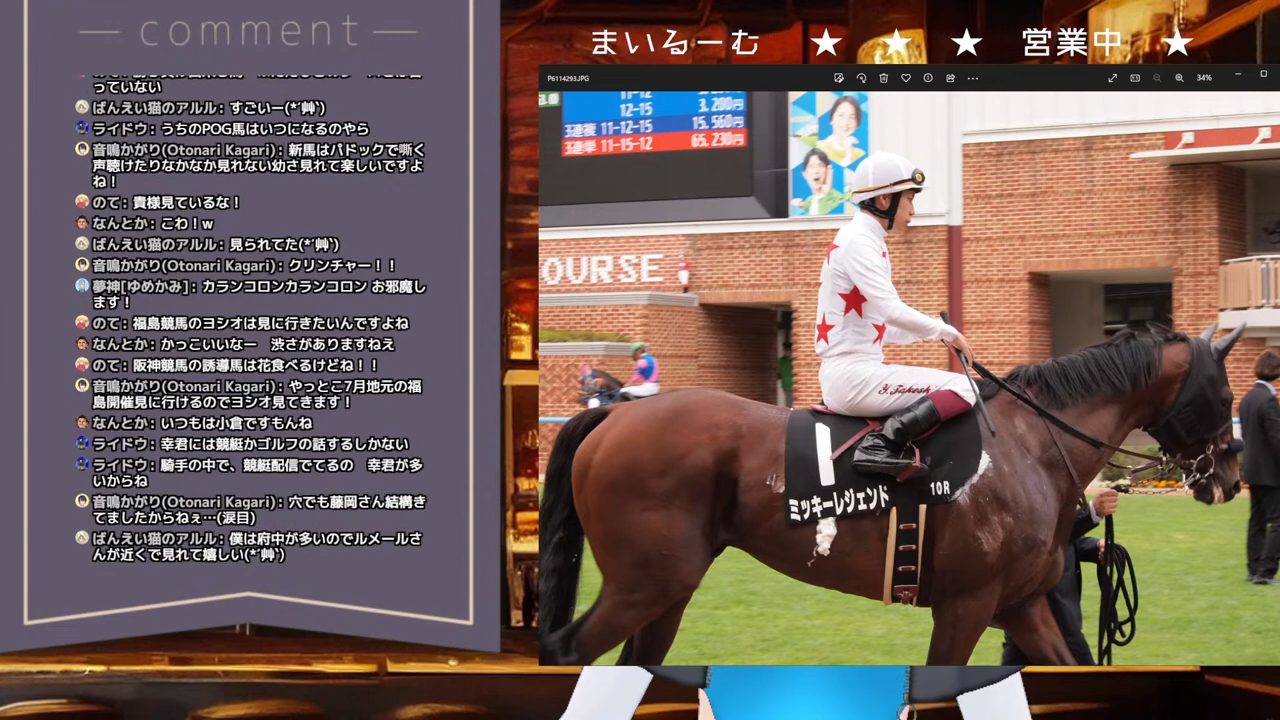 comment
っていない
ばんえい猫のアルル: すごいー(*´艸`)
ライドウ: うちのPOG馬はいつになるのやら
音鳴かがり(Otonari Kagari): 新馬はパドックで嘶く
声聴けたりなかなか見れない幼さ見れて楽しいですよ
ね！
のて: 貴様見ているな！
なんとか: こわ！w
ばんえい猫のアルル: 見られてた(*´艸`)
音鳴かがり(Otonari Kagari): クリンチャー！！
夢神[ゆめかみ]: カランコロンカランコロン お邪魔し
ます！
のて: 福島競馬のヨシオは見に行きたいんですよね
なんとか: かっこいいなー　渋さがありますねえ
のて: 阪神競馬の誘導馬は花食べるけどね！！
音鳴かがり(Otonari Kagari): やっとこ7月地元の福
島開催見に行けるのでヨシオ見てきます！
なんとか: いつもは小倉ですもんね
ライドウ: 幸君には競艇かゴルフの話するしかない
ライドウ: 騎手の中で、競艇配信でてるの　幸君が多
いからね
音鳴かがり(Otonari Kagari): 穴でも藤岡さん結構き
てましたからねぇ…(涙目)
ばんえい猫のアルル: 僕は府中が多いのでルメールさ
んが近くで見れて嬉しい(*´艸`)
まいるーむ ★ ★ ★ 営業中 ★
P6114293.JPG
34%
11-12
12-15 3,200円
3連複 11-12-15 15,560円
3連単 11-15-12 65,230円
OURSE
Y.Takeshi
1
ミッキーレジェンド
10R